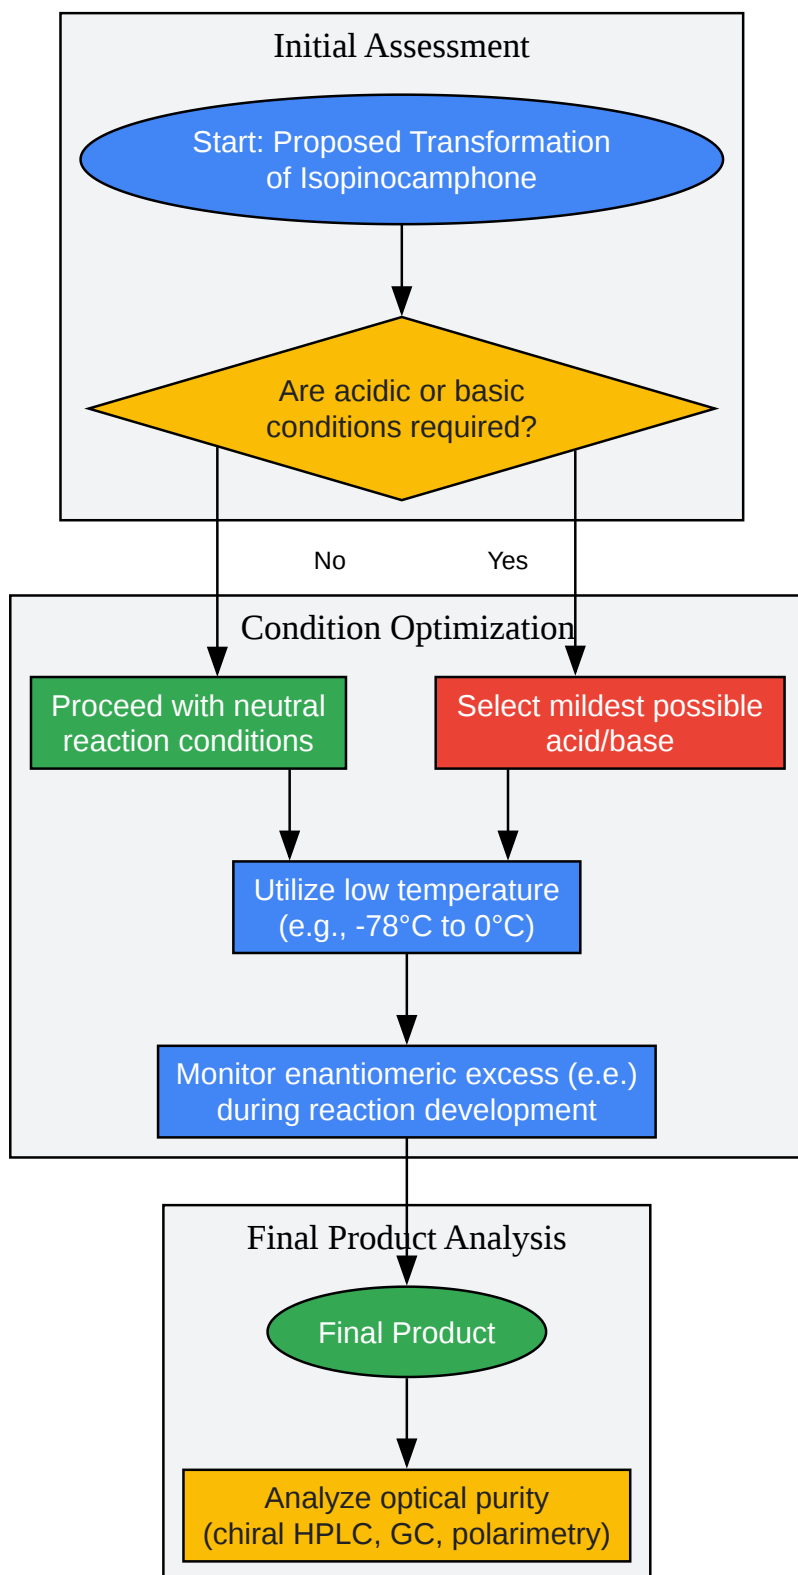 Initial Assessment
Start: Proposed Transformation
of Isopinocamphone
Are acidic or basic
conditions required?
No
Yes
Condition Optimization
Proceed with neutral
reaction conditions
Select mildest possible
acid/base
Utilize low temperature
(e.g., -78°C to 0°C)
Monitor enantiomeric excess (e.e.)
during reaction development
Final Product Analysis
Final Product
Analyze optical purity
(chiral HPLC, GC, polarimetry)